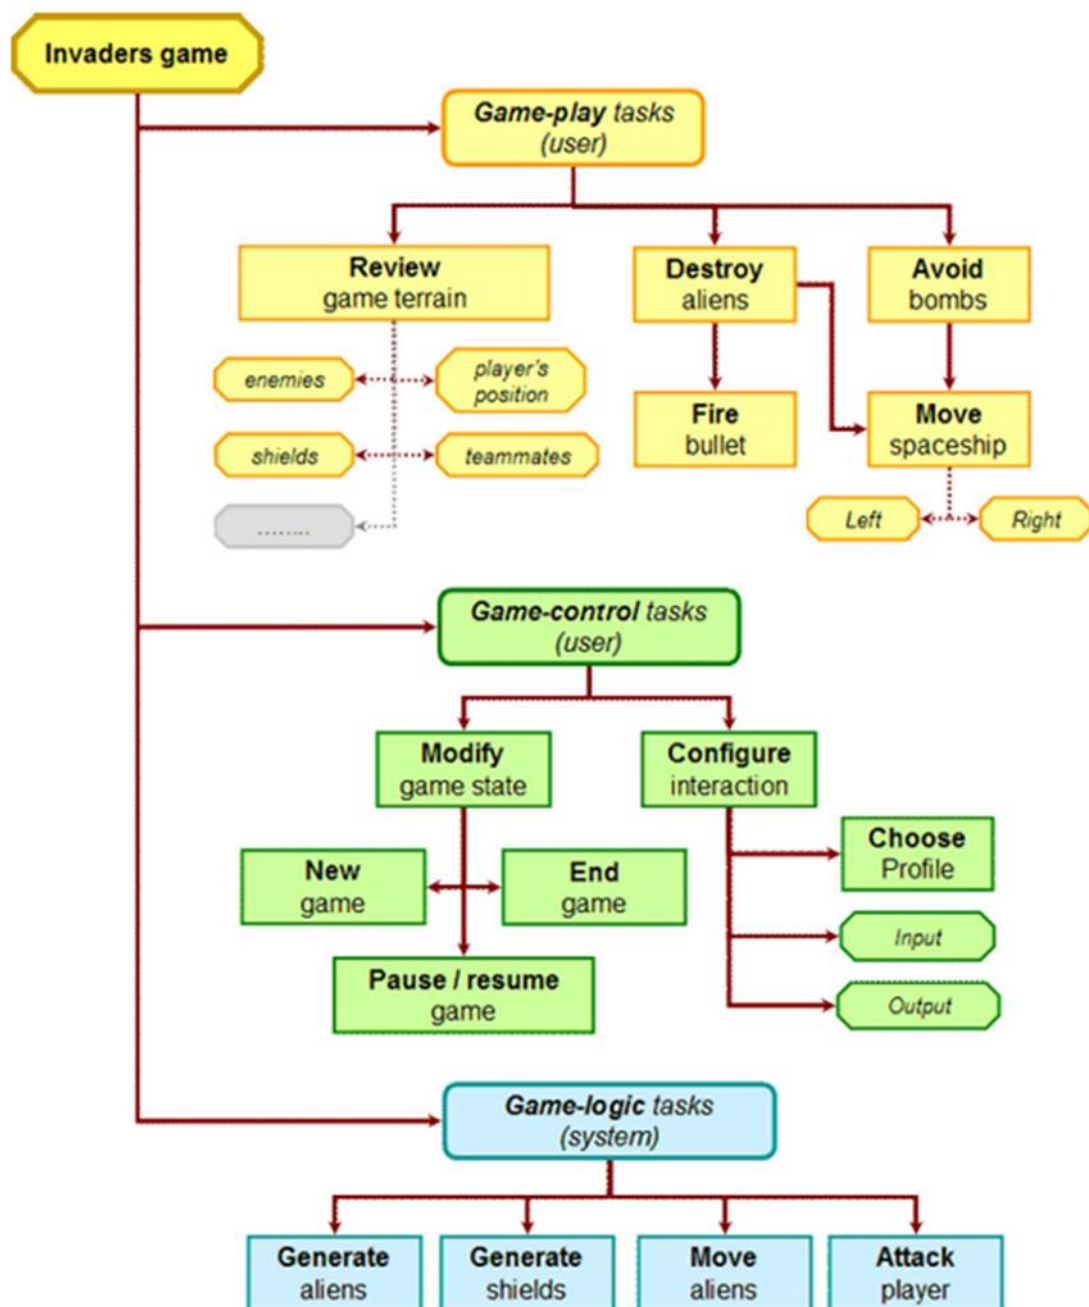 Invaders game
Game-play tasks
(user)
Review
game terrain
Destroy
aliens
Avoid
bombs
enemies
player's
position
Fire
bullet
Move
spaceship
shields
teammates
........
Left
Right
Game-control tasks
(user)
Modify
game state
Configure
interaction
Choose
Profile
New
game
End
game
Input
Pause / resume
game
Output
Game-logic tasks
(system)
Generate
aliens
Generate
shields
Move
aliens
Attack
player